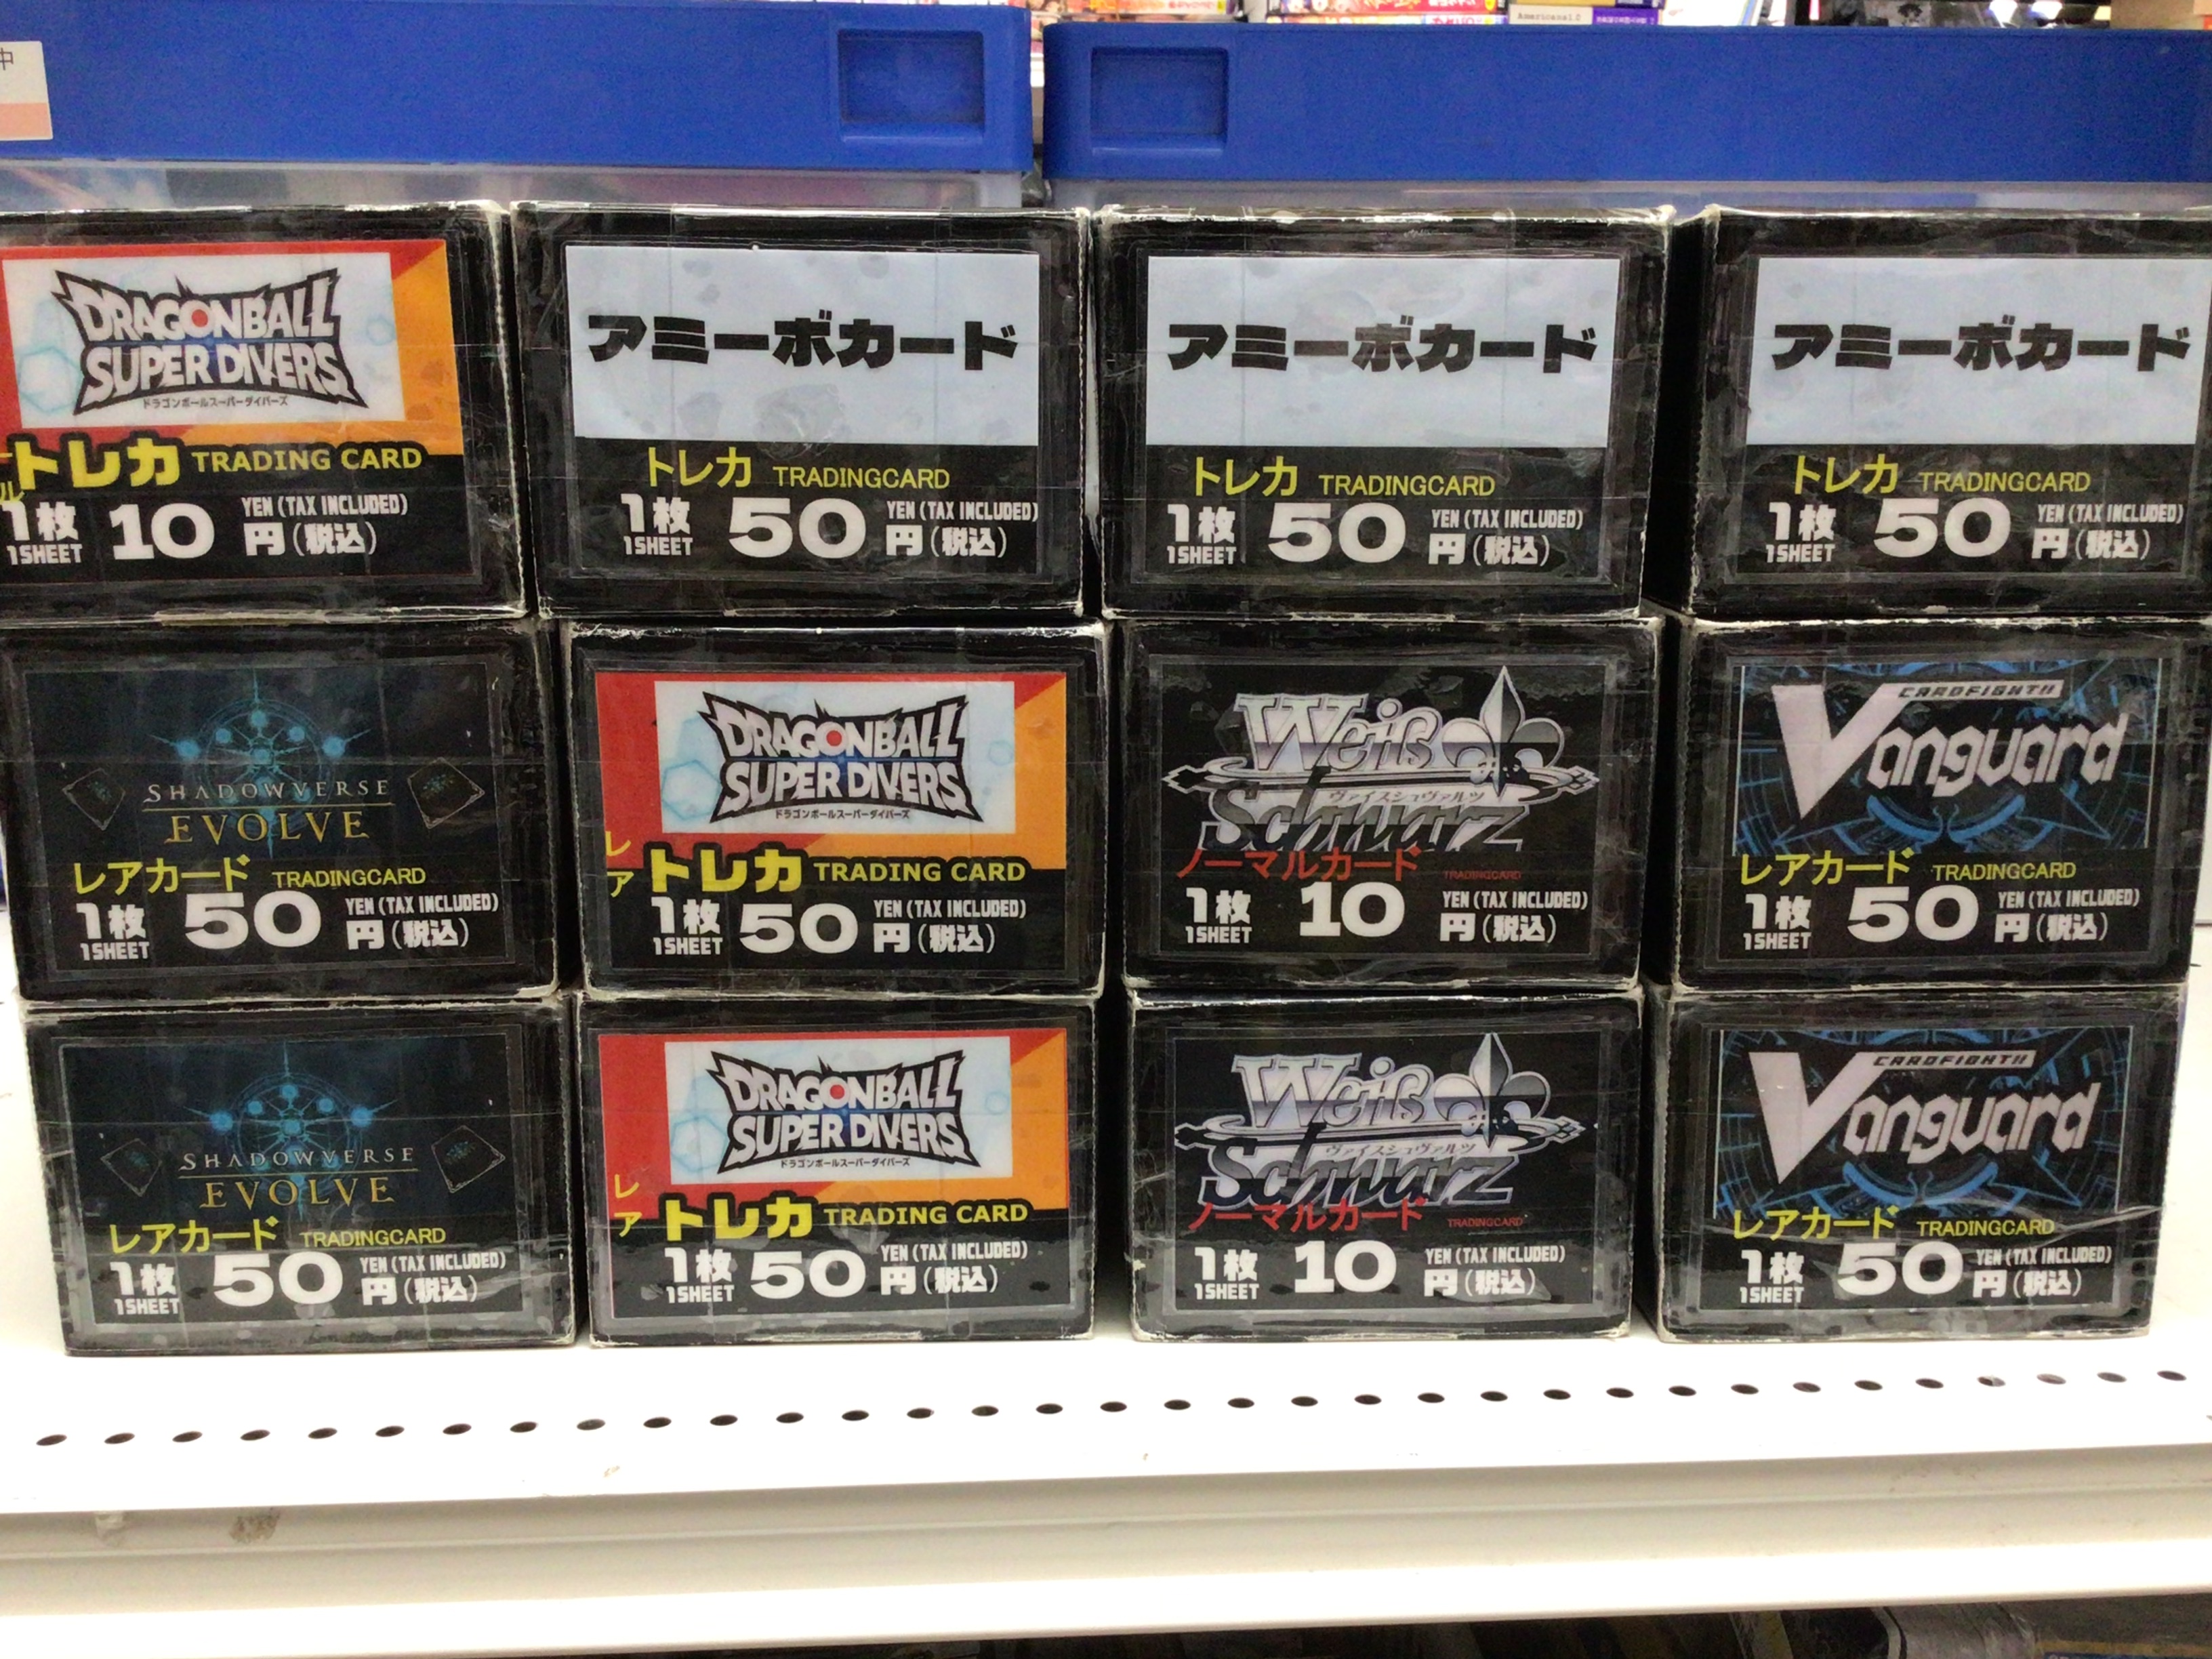 中
Americana 1.0
DRAGONBALL
SUPER DIVERS
ドラゴンボールスーパーダイバーズ
トレカ TRADING CARD
ル
1枚 10 YEN (TAX INCLUDED)
1SHEET 円(税込)
アミーボカード
トレカ TRADINGCARD
1枚 50 YEN (TAX INCLUDED)
1SHEET 円(税込)
アミーボカード
トレカ TRADINGCARD
1枚 50 YEN (TAX INCLUDED)
1SHEET 円(税込)
アミーボカード
トレカ TRADINGCARD
1枚 50 YEN (TAX INCLUDED)
1SHEET 円(税込)
SHADOWVERSE
EVOLVE
レアカード TRADINGCARD
1枚 50 YEN (TAX INCLUDED)
1SHEET 円(税込)
DRAGONBALL
SUPER DIVERS
ドラゴンボールスーパーダイバーズ
レア トレカ TRADING CARD
1枚 50 YEN (TAX INCLUDED)
1SHEET 円(税込)
Weiß
ヴァイスシュヴァルツ
Schwarz
ノーマルカード TRADINGCARD
1枚 10 YEN (TAX INCLUDED)
1SHEET 円(税込)
CARDFIGHT!!
Vanguard
レアカード TRADINGCARD
1枚 50 YEN (TAX INCLUDED)
1SHEET 円(税込)
SHADOWVERSE
EVOLVE
レアカード TRADINGCARD
1枚 50 YEN (TAX INCLUDED)
1SHEET 円(税込)
DRAGONBALL
SUPER DIVERS
ドラゴンボールスーパーダイバーズ
レア トレカ TRADING CARD
1枚 50 YEN (TAX INCLUDED)
1SHEET 円(税込)
Weiß
ヴァイスシュヴァルツ
Schwarz
ノーマルカード TRADINGCARD
1枚 10 YEN (TAX INCLUDED)
1SHEET 円(税込)
CARDFIGHT!!
Vanguard
レアカード TRADINGCARD
1枚 50 YEN (TAX INCLUDED)
1SHEET 円(税込)